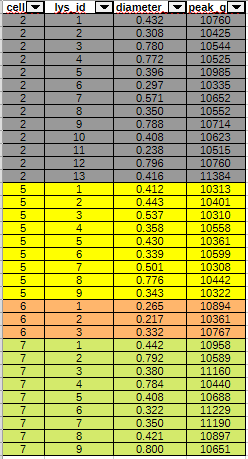 cell_ lys_id diameter_ peak_g
2 1 0.432 10760
2 2 0.308 10425
2 3 0.780 10544
2 4 0.772 10525
2 5 0.396 10985
2 6 0.297 10335
2 7 0.571 10652
2 8 0.350 10552
2 9 0.788 10714
2 10 0.408 10623
2 11 0.238 10515
2 12 0.796 10760
2 13 0.416 11384
5 1 0.412 10313
5 2 0.443 10401
5 3 0.537 10310
5 4 0.358 10558
5 5 0.430 10361
5 6 0.339 10599
5 7 0.501 10308
5 8 0.776 10442
5 9 0.343 10322
6 1 0.265 10894
6 2 0.217 10361
6 3 0.332 10767
7 1 0.442 10958
7 2 0.792 10589
7 3 0.380 11160
7 4 0.784 10440
7 5 0.408 10688
7 6 0.322 11229
7 7 0.350 11190
7 8 0.421 10897
7 9 0.800 10651